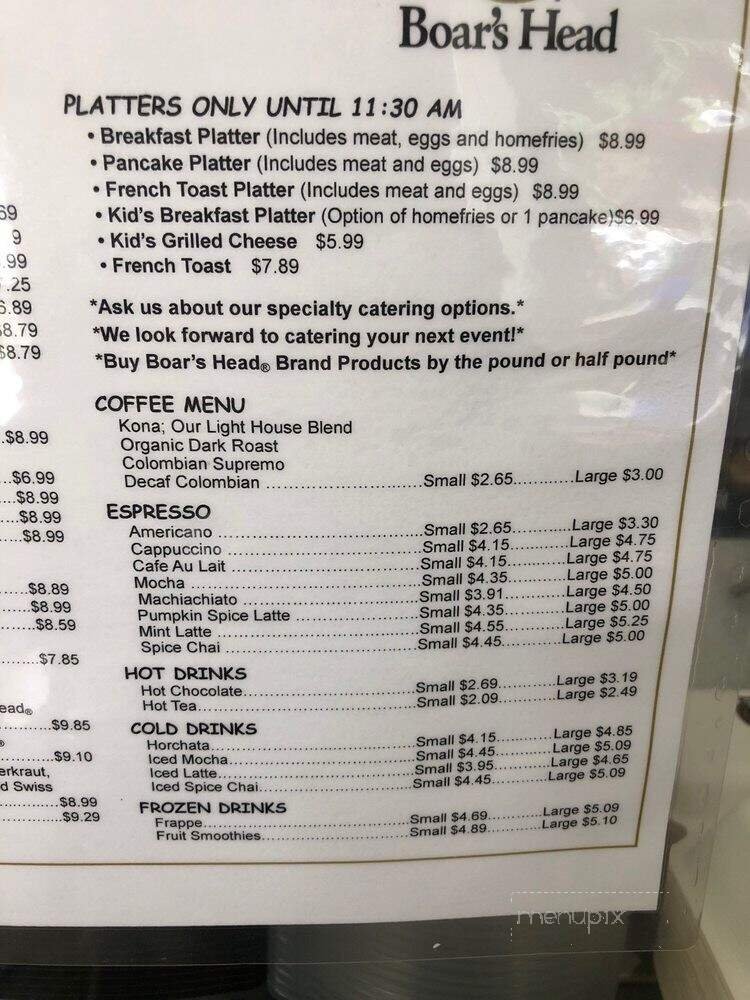 Boar's Head
PLATTERS ONLY UNTIL 11:30 AM
• Breakfast Platter (Includes meat, eggs and homefries) $8.99
• Pancake Platter (Includes meat and eggs) $8.99
• French Toast Platter (Includes meat and eggs) $8.99
• Kid's Breakfast Platter (Option of homefries or 1 pancake)$6.99
• Kid's Grilled Cheese $5.99
• French Toast $7.89
*Ask us about our specialty catering options.*
*We look forward to catering your next event!*
*Buy Boar's Head® Brand Products by the pound or half pound*
COFFEE MENU
Kona; Our Light House Blend
Organic Dark Roast
Colombian Supremo
Decaf Colombian ........................Small $2.65............Large $3.00
ESPRESSO
Americano ........................Small $2.65............Large $3.30
Cappuccino ........................Small $4.15............Large $4.75
Cafe Au Lait ........................Small $4.15............Large $4.75
Mocha ........................Small $4.35............Large $5.00
Machiachiato ........................Small $3.91............Large $4.50
Pumpkin Spice Latte ........................Small $4.35............Large $5.00
Mint Latte ........................Small $4.55............Large $5.25
Spice Chai ........................Small $4.45............Large $5.00
HOT DRINKS
Hot Chocolate........................Small $2.69............Large $3.19
Hot Tea........................Small $2.09............Large $2.49
COLD DRINKS
Horchata........................Small $4.15............Large $4.85
Iced Mocha........................Small $4.45............Large $5.09
Iced Latte........................Small $3.95............Large $4.65
Iced Spice Chai........................Small $4.45............Large $5.09
FROZEN DRINKS
Frappe........................Small $4.69............Large $5.09
Fruit Smoothies........................Small $4.89............Large $5.10
69
9
.99
.25
6.89
$8.79
$8.79
.$8.99
..$6.99
...$8.99
....$8.99
.....$8.99
......$8.89
......$8.99
.......$8.59
.........$7.85
ead®
...........$9.85
®
...........$9.10
erkraut,
d Swiss
............$8.99
............$9.29
menupix